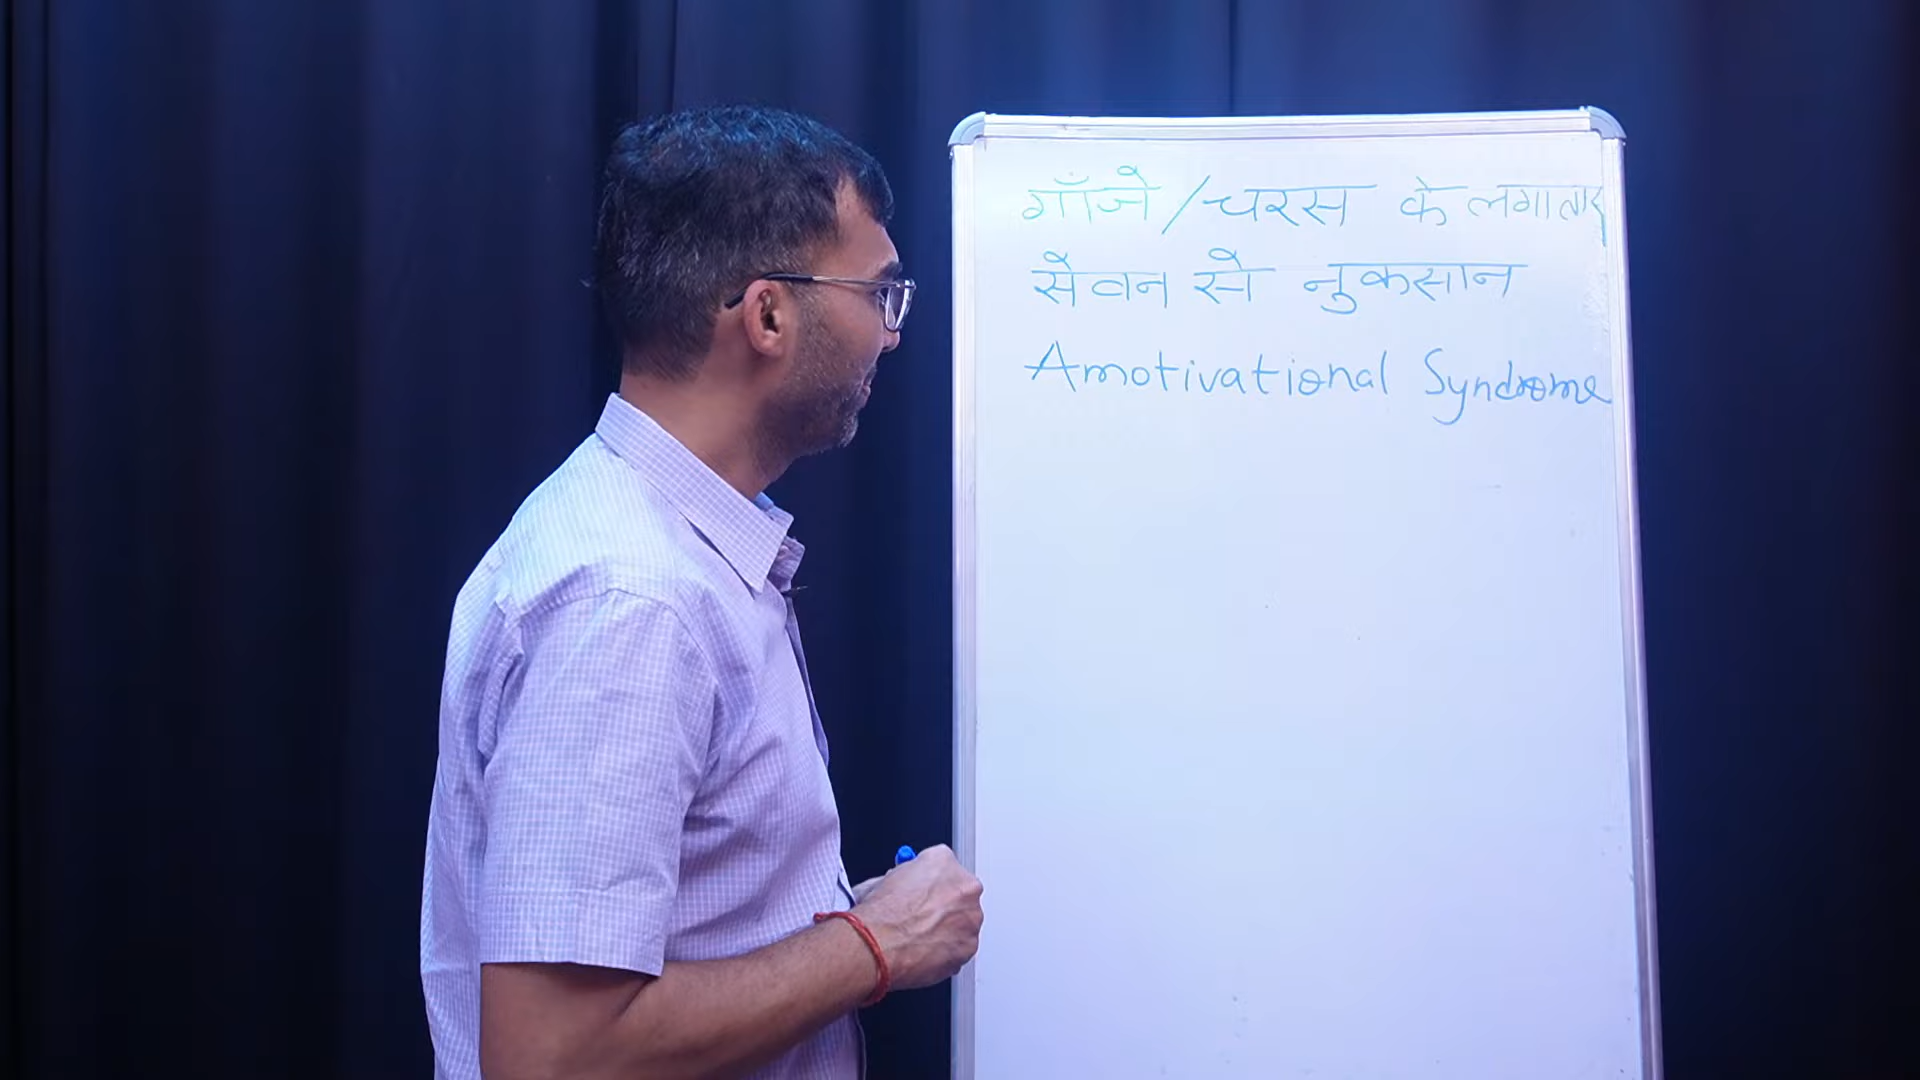 गाँजे/चरस के लगातार
सेवन से नुकसान
Amotivational Syndrome